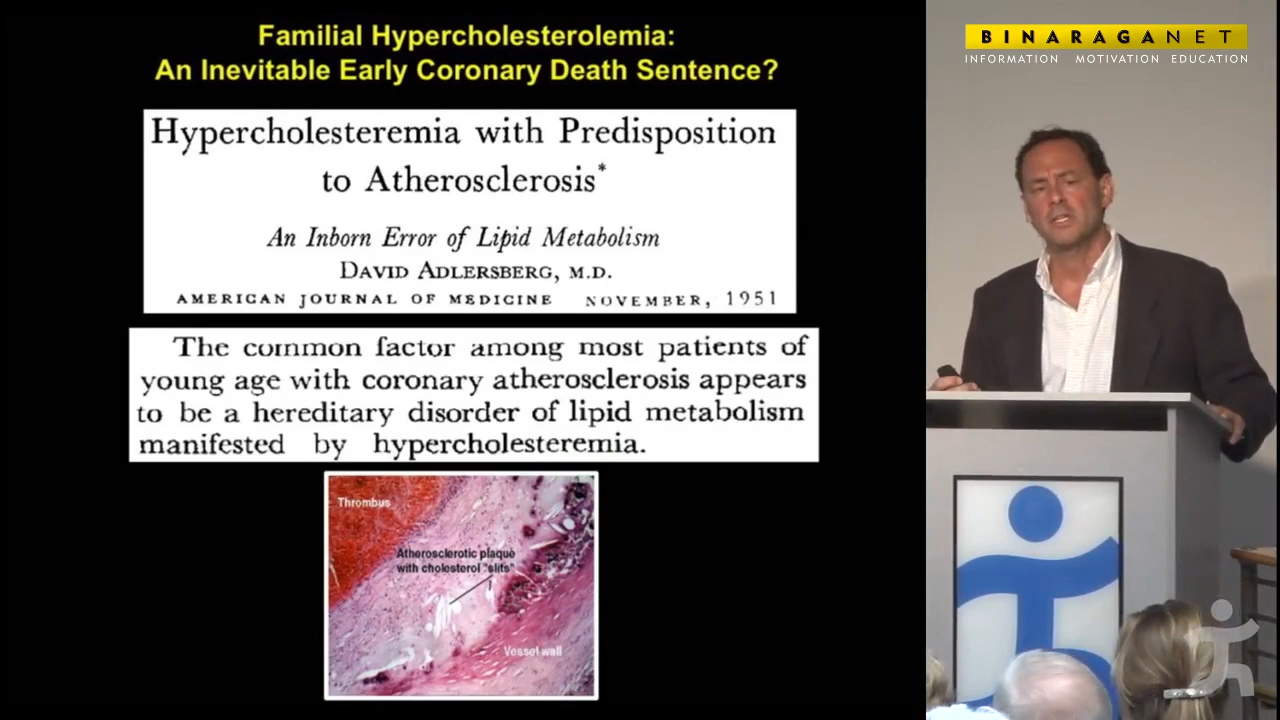 Familial Hypercholesterolemia:
An Inevitable Early Coronary Death Sentence?
Hypercholesteremia with Predisposition
to Atherosclerosis*
An Inborn Error of Lipid Metabolism
DAVID ADLERSBERG, M.D.
AMERICAN JOURNAL OF MEDICINE NOVEMBER, 1951
The common factor among most patients of
young age with coronary atherosclerosis appears
to be a hereditary disorder of lipid metabolism
manifested by hypercholesteremia.
Thrombus
Atherosclerotic plaque
with cholesterol "slits"
Vessel wall
BINARAGANET
INFORMATION MOTIVATION EDUCATION